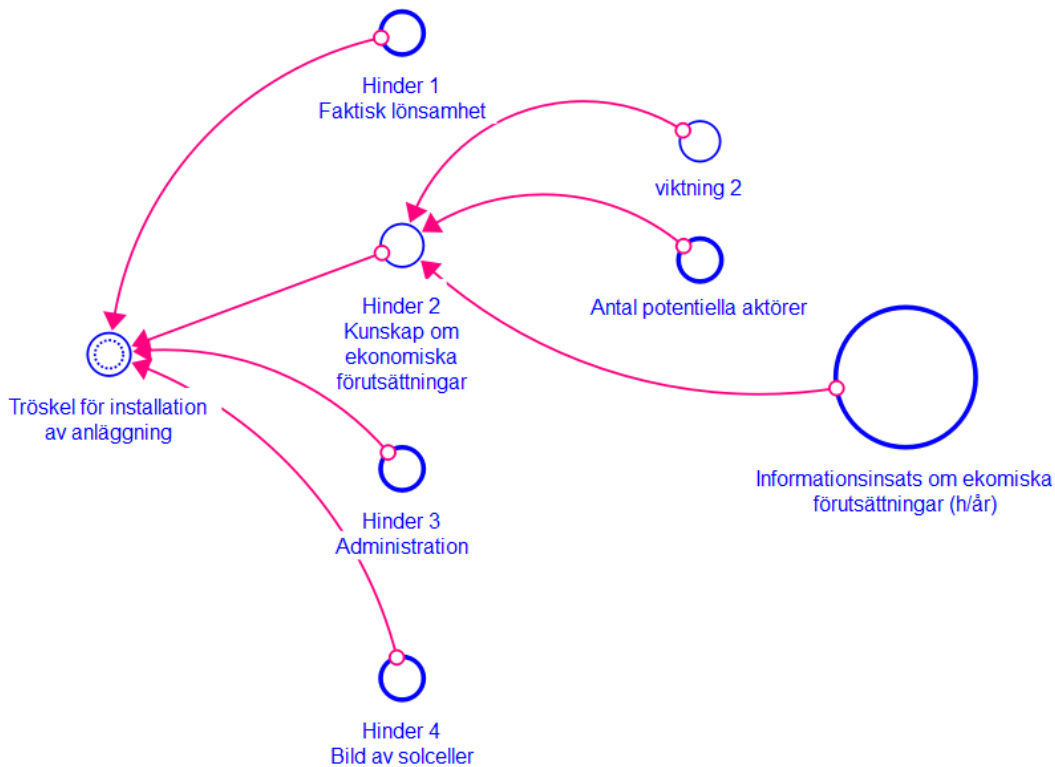 Hinder 1
Faktisk lönsamhet
viktning 2
Antal potentiella aktörer
Hinder 2
Kunskap om
ekonomiska
förutsättningar
Tröskel för installation
av anläggning
Informationsinsats om ekomiska
förutsättningar (h/år)
Hinder 3
Administration
Hinder 4
Bild av solceller